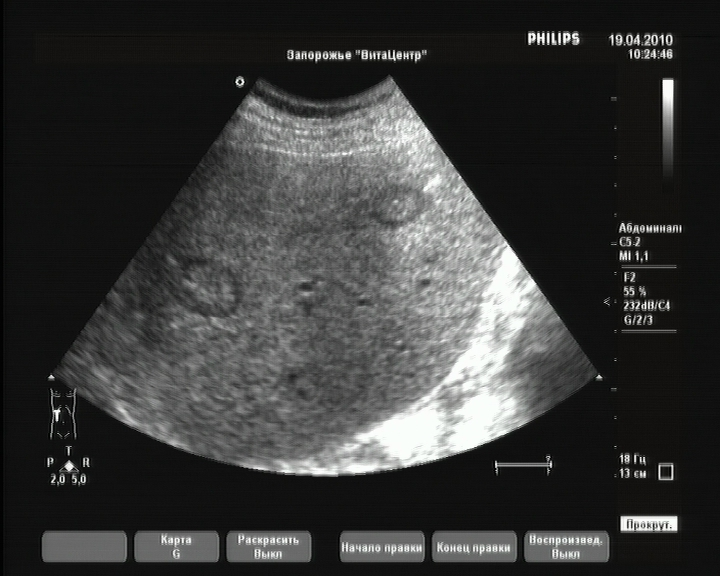 PHILIPS
19.04.2010
10:24:46
Запорожье "ВитаЦентр"
Абдоминалн
C5-2
MI 1,1
F2
55 %
232dB/C4
G/2/3
T
P R
2,0 5,0
?
18 Гц
13 см
Прокрут.
Карта
G
Раскрасить
Выкл
Начало правки
Конец правки
Воспроизвед.
Выкл